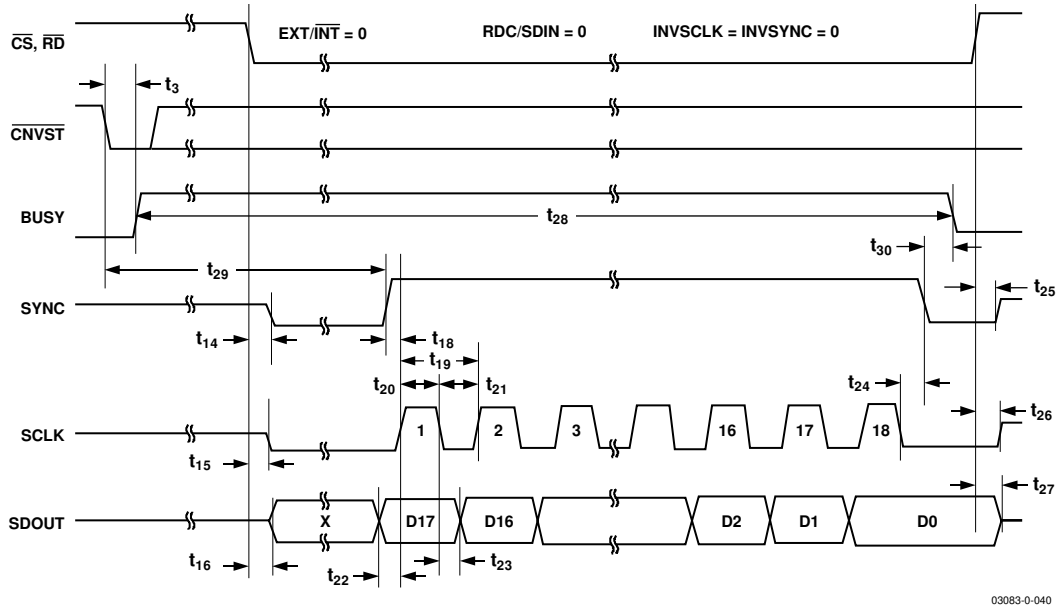 CS, RD
EXT/INT = 0
RDC/SDIN = 0
INVSCLK = INVSYNC = 0
t3
CNVST
BUSY
t28
t30
t29
t25
SYNC
t14
t18
t19
t20
t21
t24
t26
SCLK
1
2
3
16
17
18
t15
t27
SDOUT
X
D17
D16
D2
D1
D0
t16
t22
t23
03083-0-040